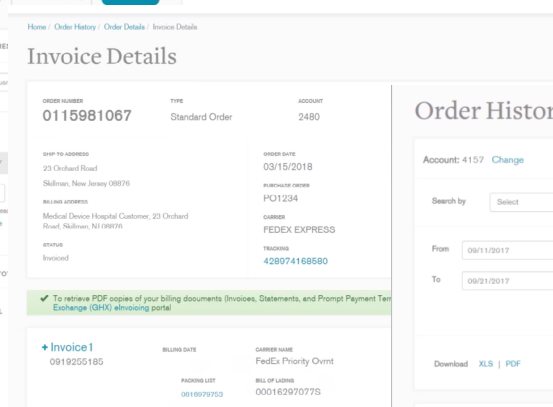 Home / Order History / Order Details / Invoice Details
Invoice Details
ORDER NUMBER
0115981067
TYPE
Standard Order
ACCOUNT
2480
SHIP-TO ADDRESS
23 Orchard Road
Skillman, New Jersey 08876
BILLING ADDRESS
Medical Device Hospital Customer, 23 Orchard
Road, Skillman, NJ 08876
STATUS
Invoiced
ORDER DATE
03/15/2018
PURCHASE ORDER
PO1234
CARRIER
FEDEX EXPRESS
TRACKING
428974168580
✔ To retrieve PDF copies of your billing documents (Invoices, Statements, and Prompt Payment Ter
Exchange (GHX) eInvoicing portal)
+ Invoice 1
0919255185
BILLING DATE
CARRIER NAME
FedEx Priority Ovrnt
PACKING LIST
0016979753
BILL OF LADING
00016297077S
Order Histor
Account: 4157 Change
Search by
Select
From
09/11/2017
To
09/21/2017
Download XLS | PDF